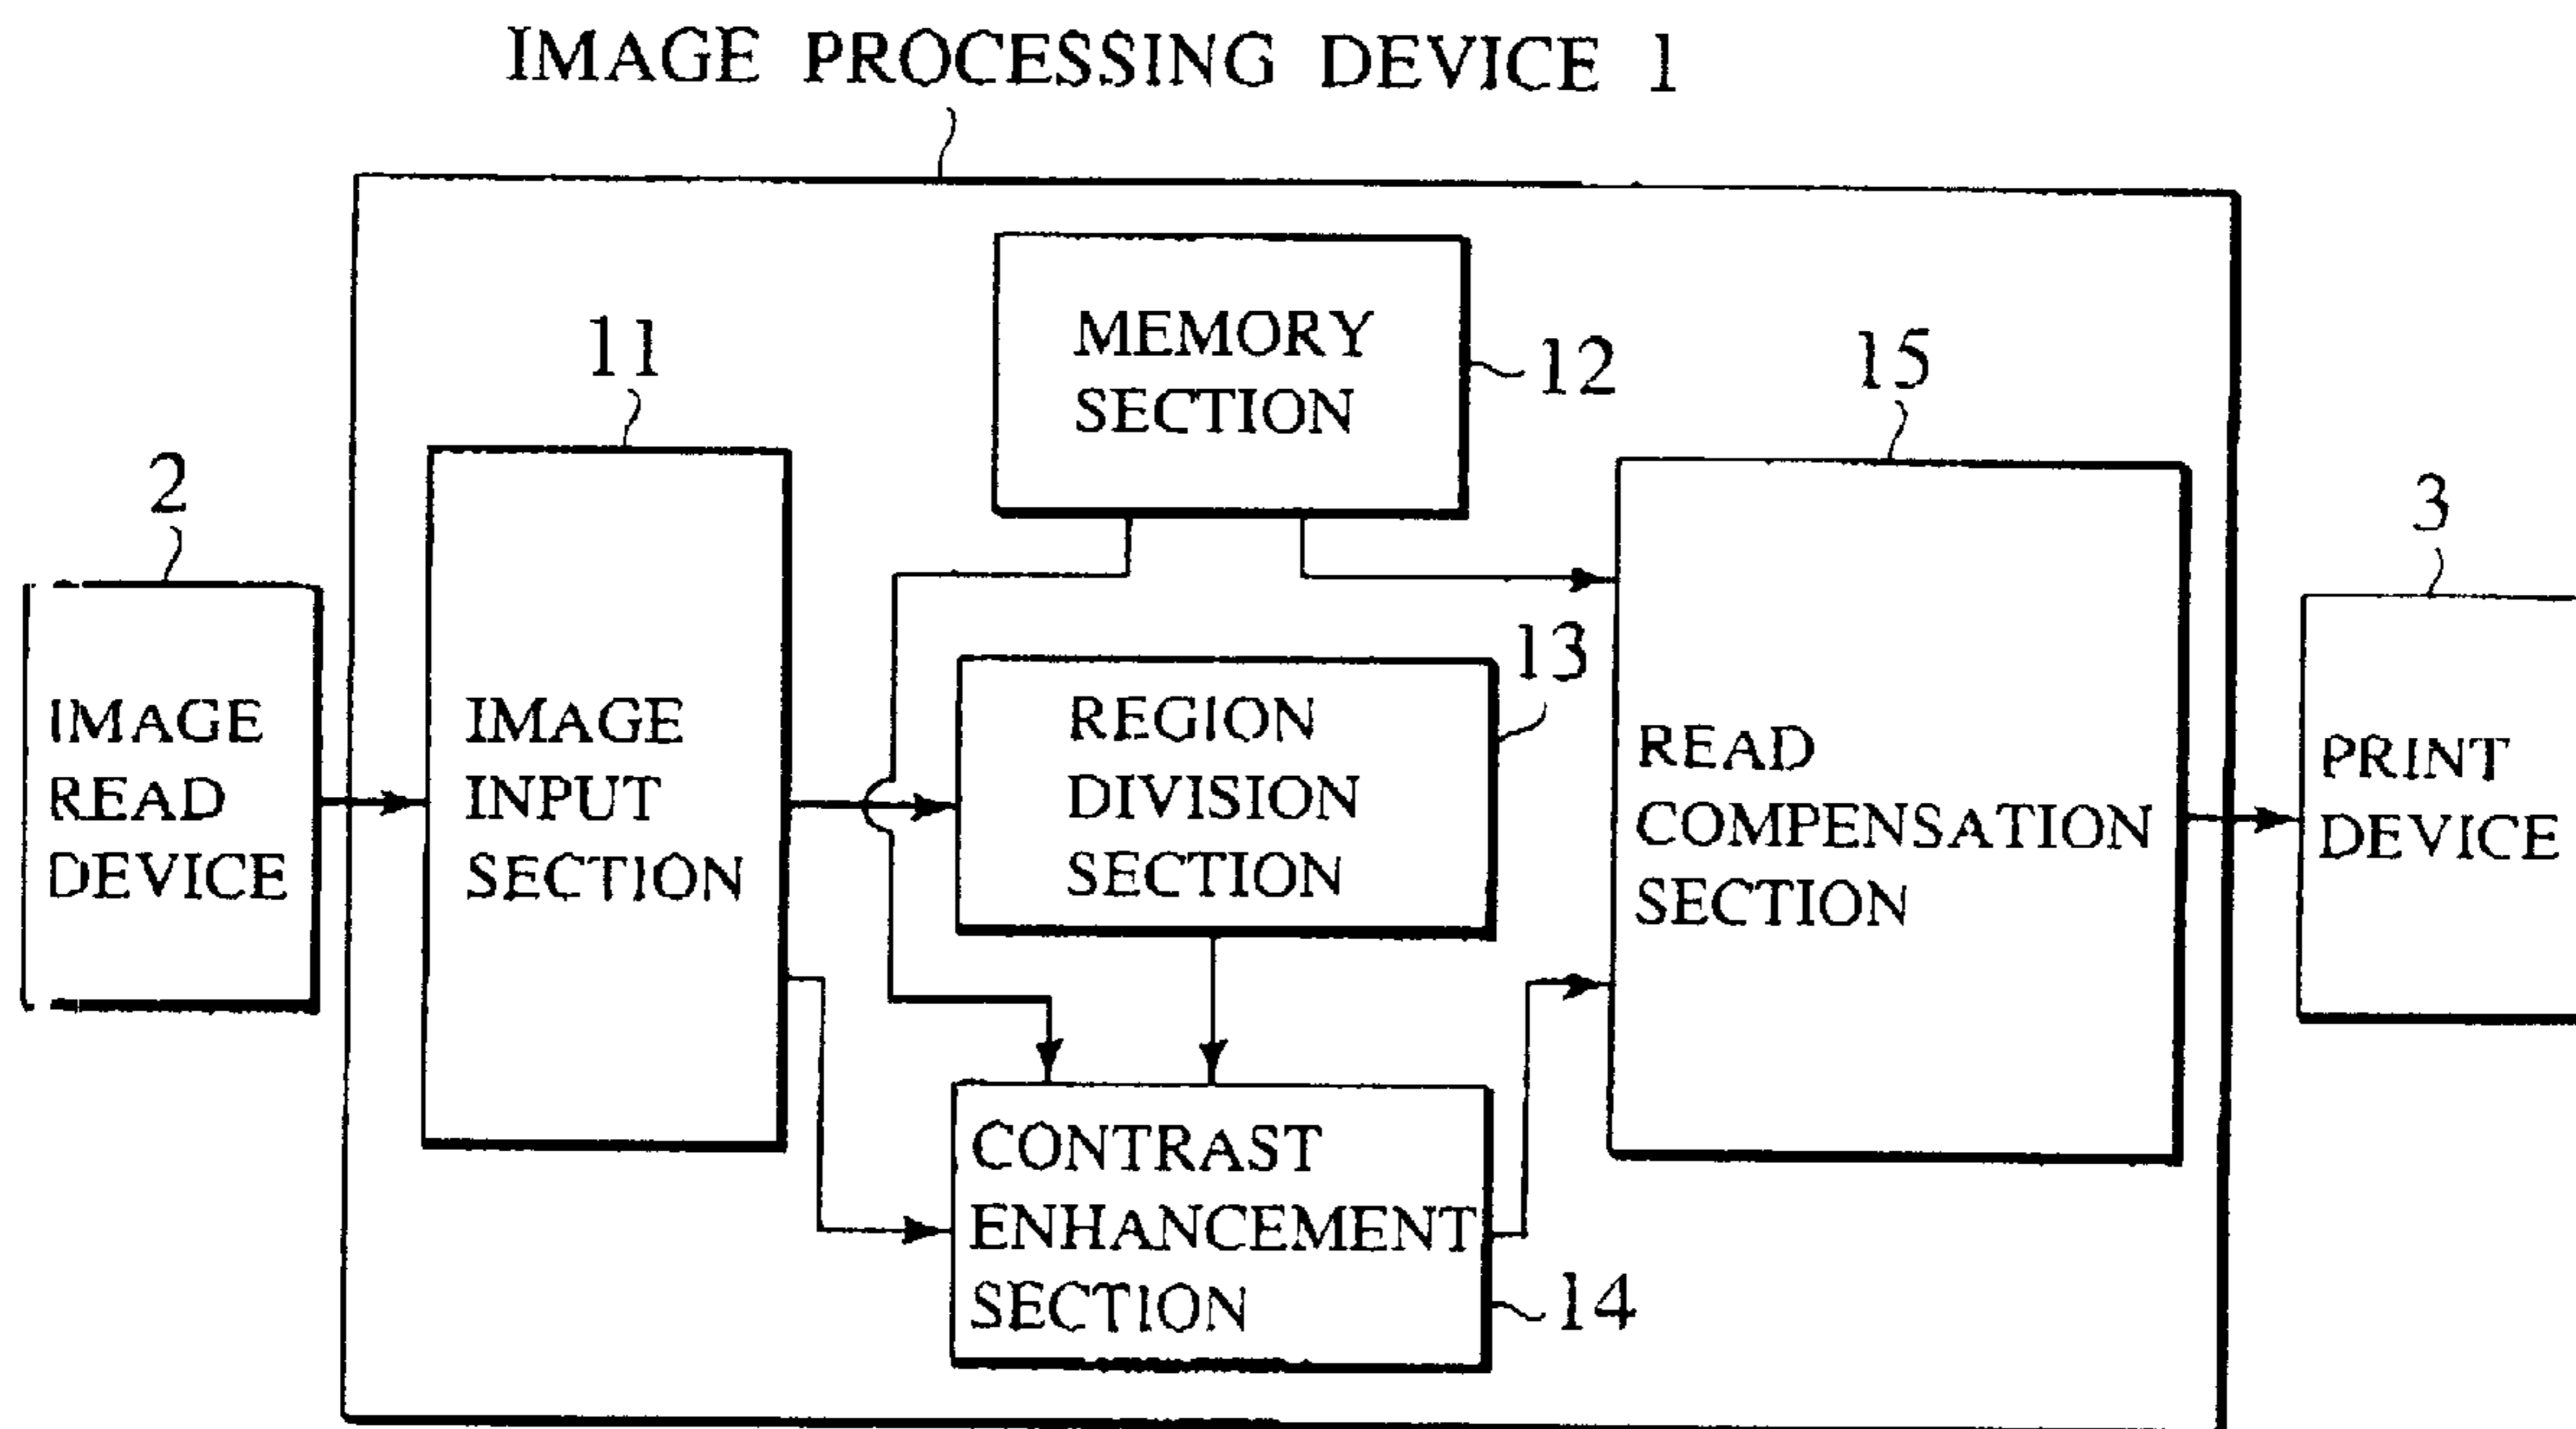 IMAGE PROCESSING DEVICE 1
2
IMAGE
READ
DEVICE
11
IMAGE
INPUT
SECTION
MEMORY
SECTION
12
13
REGION
DIVISION
SECTION
CONTRAST
ENHANCEMENT
SECTION
14
15
READ
COMPENSATION
SECTION
3
PRINT
DEVICE